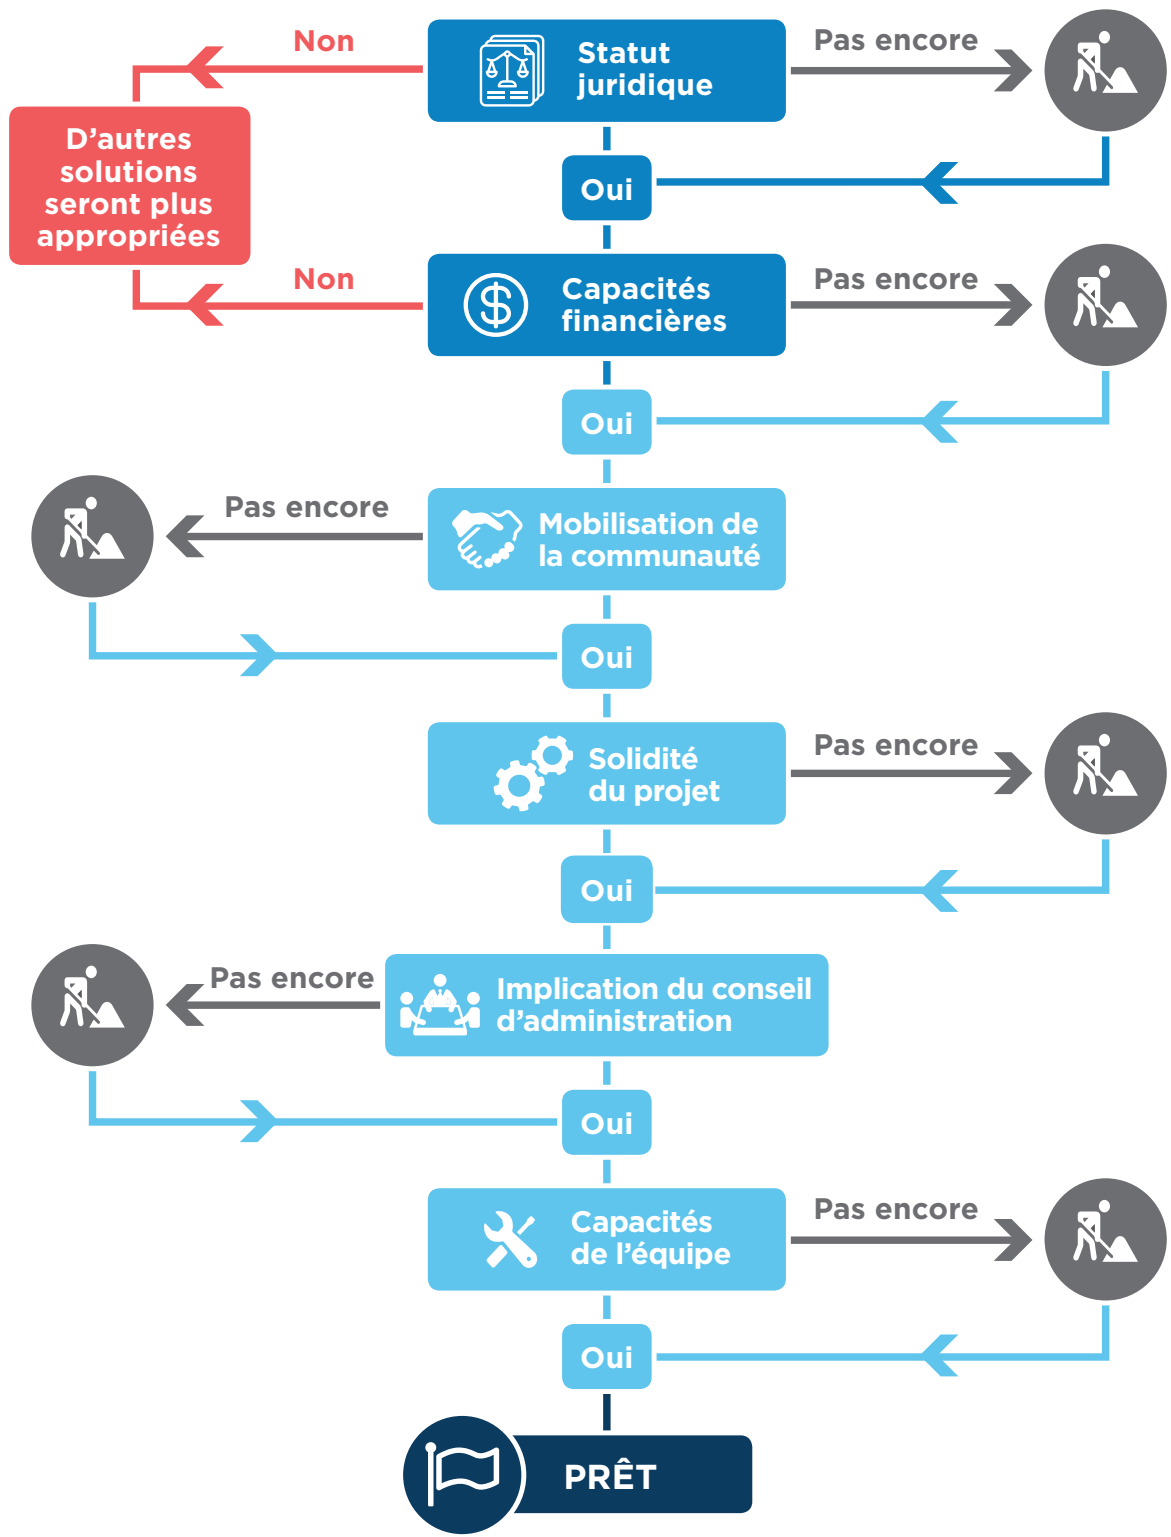 Non
Statut
juridique
Pas encore
D’autres
solutions
seront plus
appropriées
Oui
Non
Capacités
financières
Pas encore
Oui
Pas encore
Mobilisation de
la communauté
Oui
Solidité
du projet
Pas encore
Oui
Pas encore
Implication du conseil
d’administration
Oui
Capacités
de l’équipe
Pas encore
Oui
PRÊT